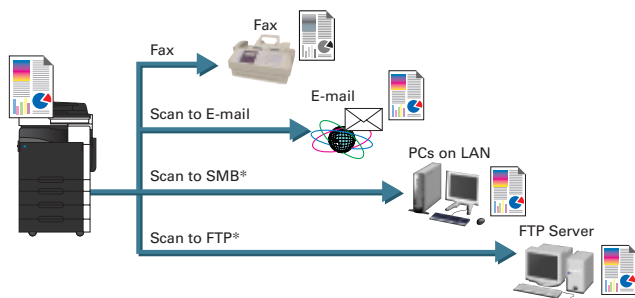 Fax
Fax
Scan to E-mail
E-mail
PCs on LAN
Scan to SMB*
FTP Server
Scan to FTP*